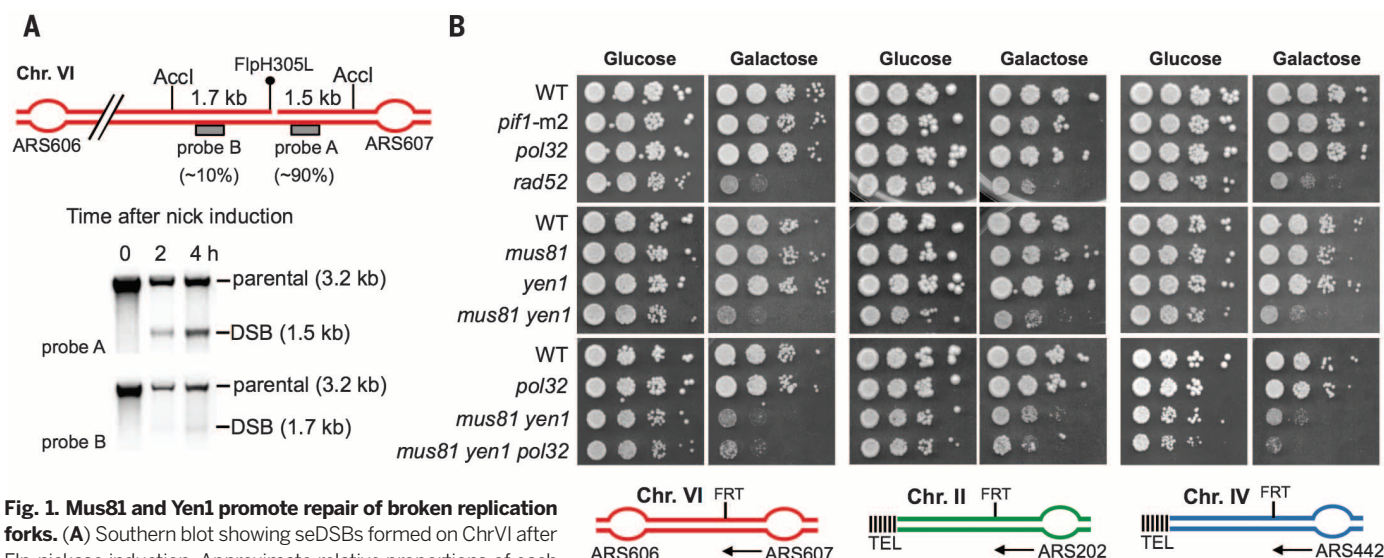 A
Chr. VI
AccI
FlpH305L
AccI
1.7 kb
1.5 kb
ARS606
probe B
(~10%)
probe A
(~90%)
ARS607
Time after nick induction
0 2 4 h
parental (3.2 kb)
DSB (1.5 kb)
probe A
parental (3.2 kb)
DSB (1.7 kb)
probe B
Fig. 1. Mus81 and Yen1 promote repair of broken replication
forks. (A) Southern blot showing seDSBs formed on ChrVI after
B
Glucose Galactose Glucose Galactose Glucose Galactose
WT
pif1-m2
pol32
rad52
WT
mus81
yen1
mus81 yen1
WT
pol32
mus81 yen1
mus81 yen1 pol32
Chr. VI FRT
ARS606 ARS607
Chr. II FRT
TEL ARS202
Chr. IV FRT
TEL ARS442